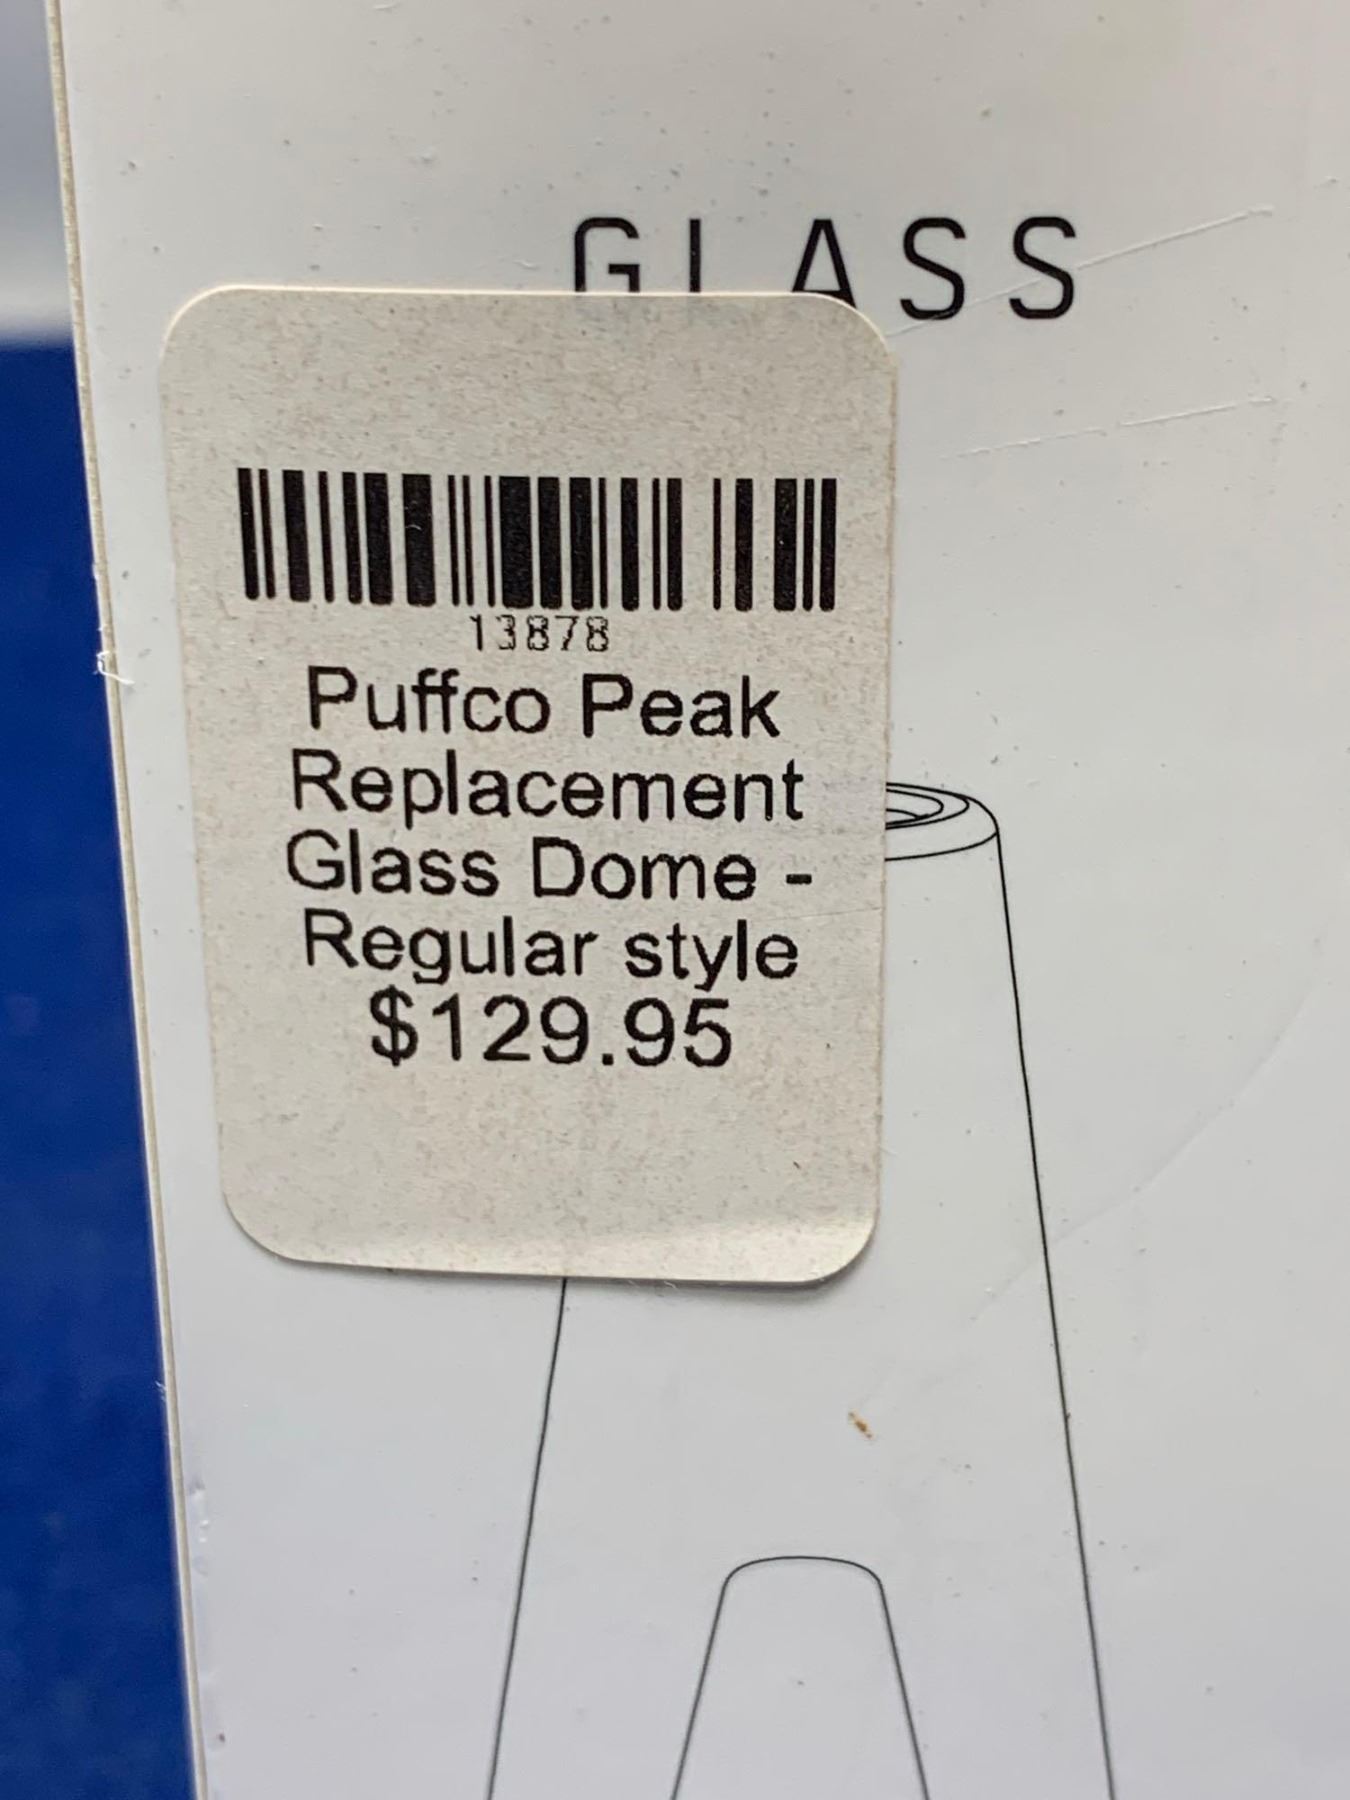 GLASS
13878
Puffco Peak
Replacement
Glass Dome -
Regular style
$129.95